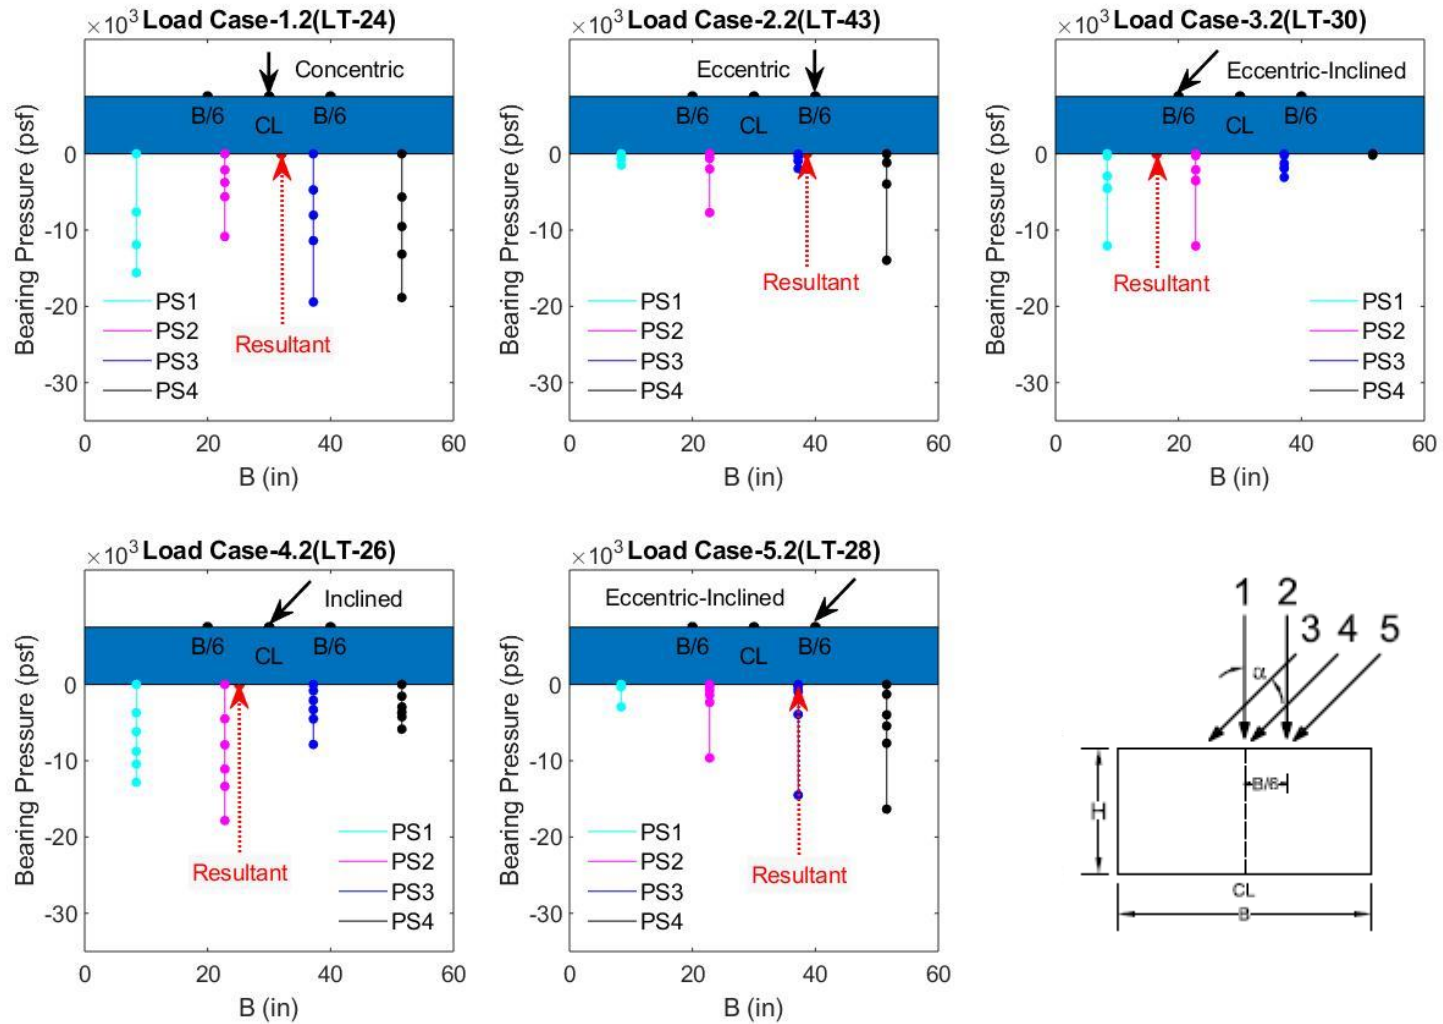 ×10³ Load Case-1.2(LT-24)
Concentric
B/6 CL B/6
0
-10
-20
-30
Bearing Pressure (psf)
Resultant
PS1
PS2
PS3
PS4
0 20 40 60
B (in)
×10³ Load Case-2.2(LT-43)
Eccentric
B/6 CL B/6
0
-10
-20
-30
Bearing Pressure (psf)
Resultant
PS1
PS2
PS3
PS4
0 20 40 60
B (in)
×10³ Load Case-3.2(LT-30)
Eccentric-Inclined
B/6 CL B/6
0
-10
-20
-30
Bearing Pressure (psf)
Resultant
PS1
PS2
PS3
PS4
0 20 40 60
B (in)
×10³ Load Case-4.2(LT-26)
Inclined
B/6 CL B/6
0
-10
-20
-30
Bearing Pressure (psf)
Resultant
PS1
PS2
PS3
PS4
0 20 40 60
B (in)
×10³ Load Case-5.2(LT-28)
Eccentric-Inclined
B/6 CL B/6
0
-10
-20
-30
Bearing Pressure (psf)
Resultant
PS1
PS2
PS3
PS4
0 20 40 60
B (in)
1 2
3 4 5
α
B/6
H
CL
B